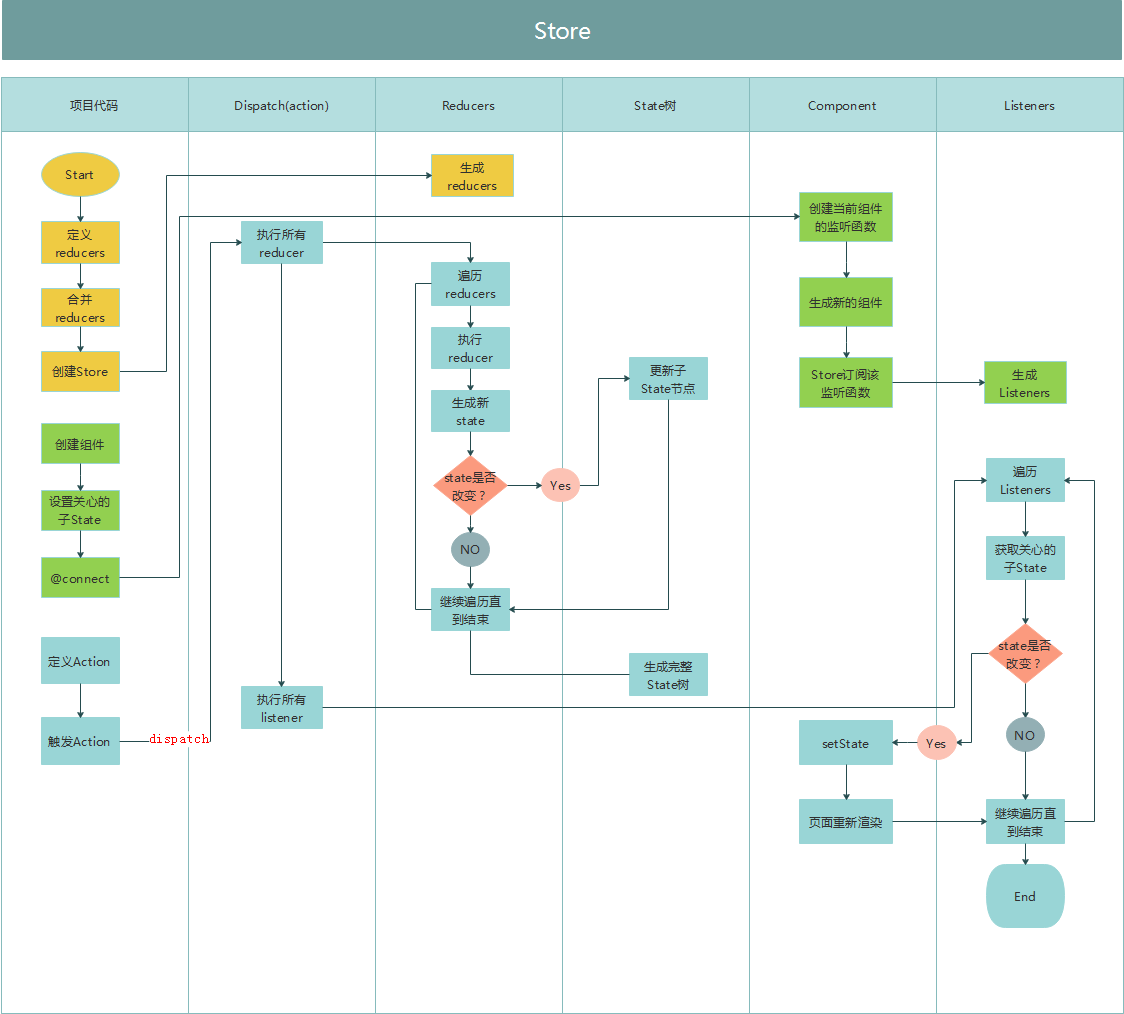 Store
项目代码
Dispatch(action)
Reducers
State树
Component
Listeners
Start
定义
reducers
合并
reducers
创建Store
创建组件
设置关心的
子State
@connect
定义Action
触发Action
dispatch
执行所有
reducer
执行所有
listener
生成
reducers
遍历
reducers
执行
reducer
生成新
state
state是否
改变？
Yes
NO
继续遍历直
到结束
更新子
State节点
生成完整
State树
创建当前组件
的监听函数
生成新的组件
Store订阅该
监听函数
setState
页面重新渲染
生成
Listeners
遍历
Listeners
获取关心的
子State
state是否
改变？
Yes
NO
继续遍历直
到结束
End